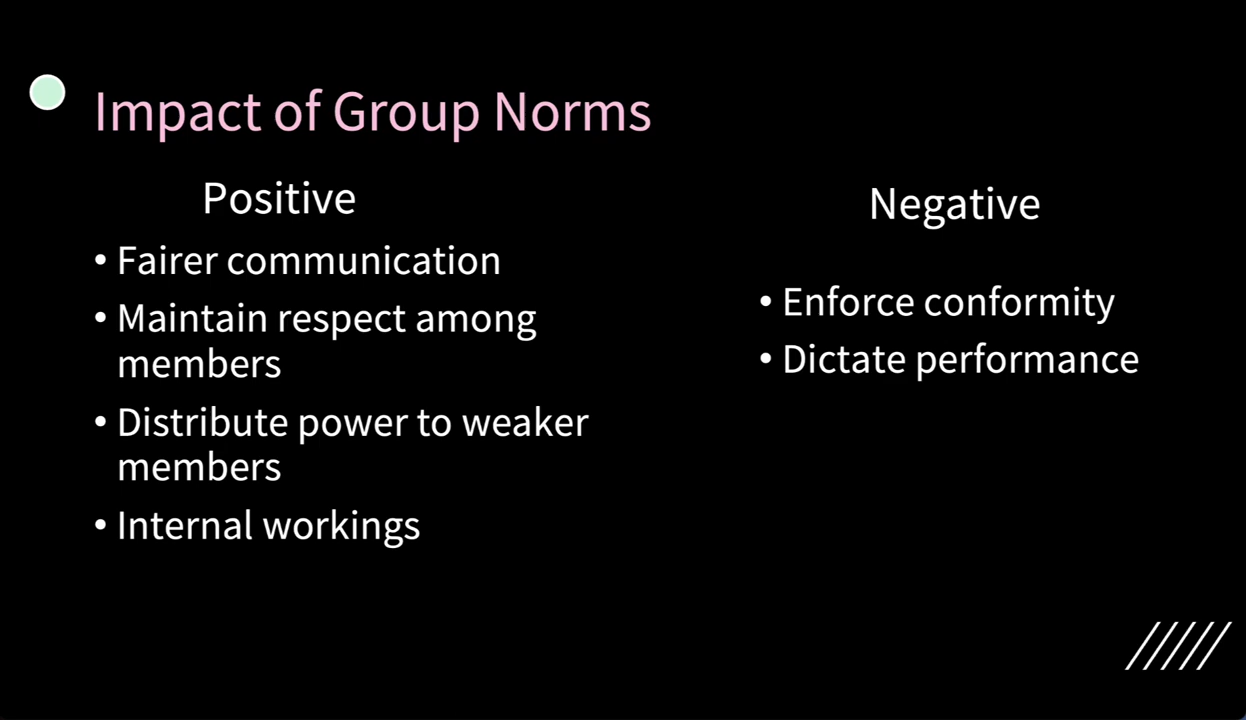 Impact of Group Norms
Positive
• Fairer communication
• Maintain respect among
members
• Distribute power to weaker
members
• Internal workings
Negative
• Enforce conformity
• Dictate performance